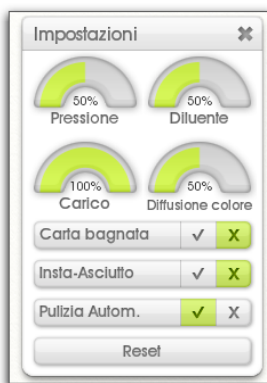 Impostazioni
50% 50%
Pressione Diluente
100% 50%
Carico Diffusione colore
Carta bagnata X
Insta-Asciutto X
Pulizia Autom. X
Reset